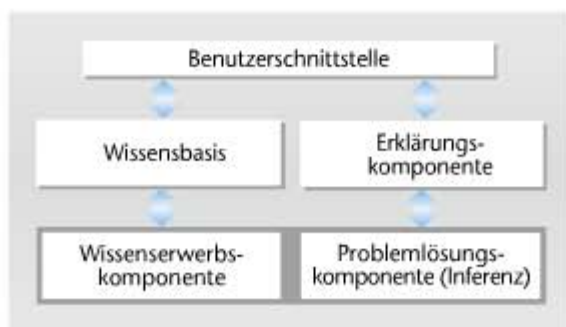 Benutzerschnittstelle
Wissensbasis
Erklärungs-
komponente
Wissenserwerbs-
komponente
Problemlösungs-
komponente (Inferenz)